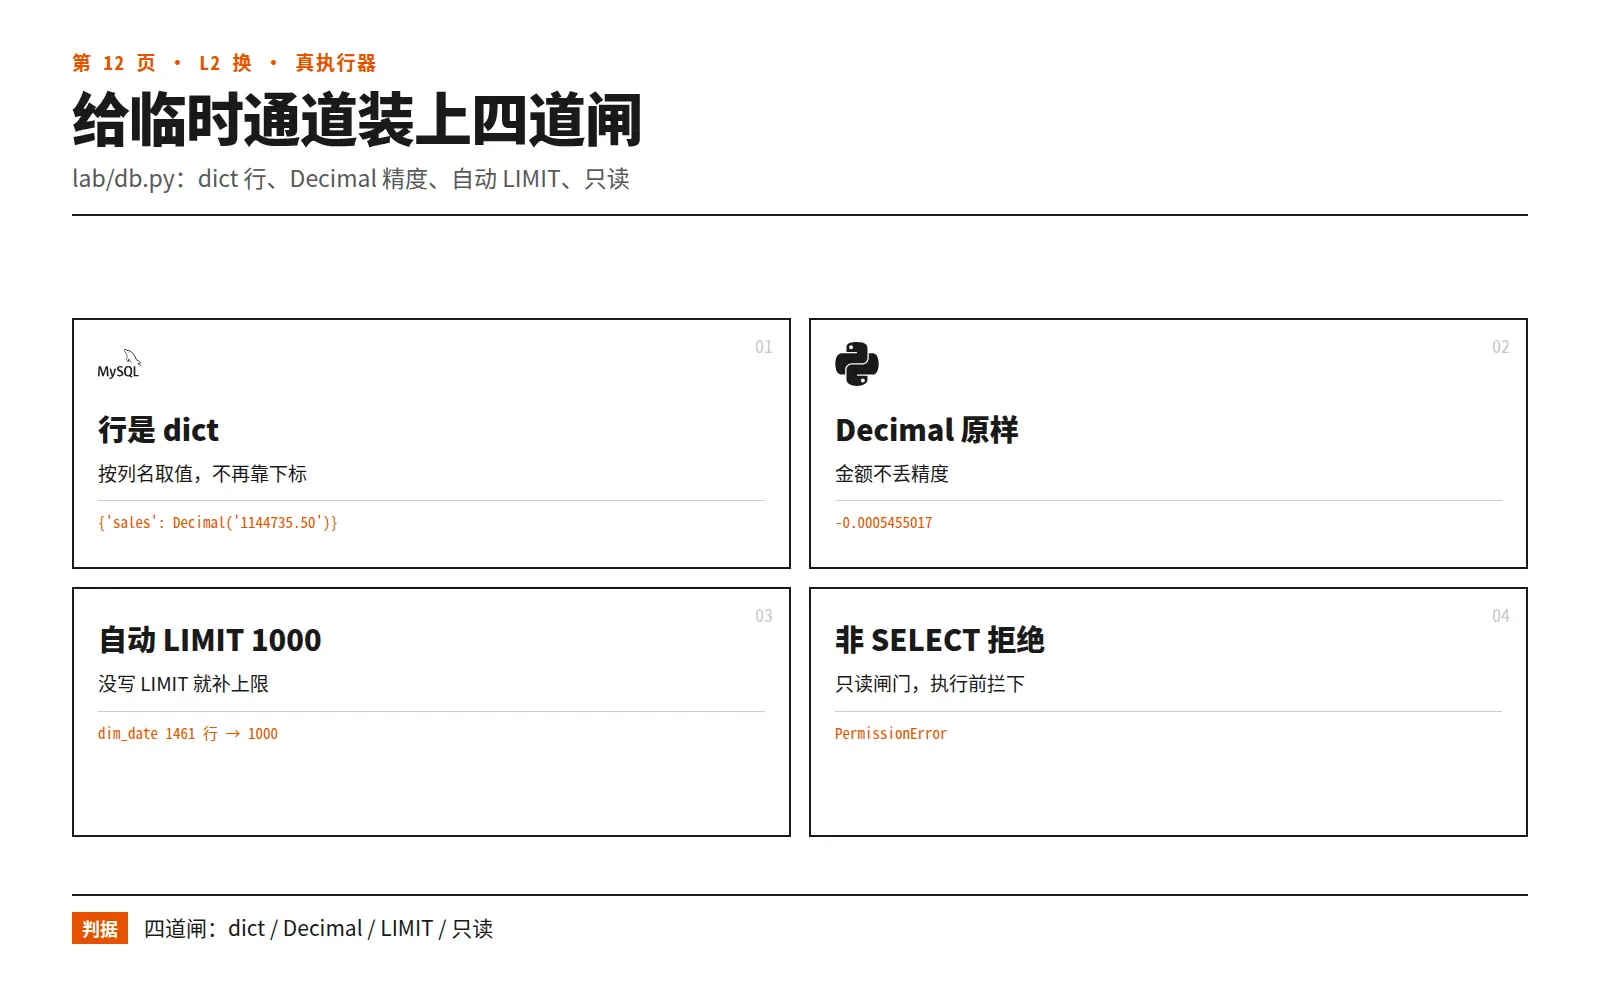 第 12 页 · L2 换 · 真执行器
给临时通道装上四道闸
lab/db.py：dict 行、Decimal 精度、自动 LIMIT、只读
01
MySQL
行是 dict
按列名取值，不再靠下标
{'sales': Decimal('1144735.50')}
02
Decimal 原样
金额不丢精度
-0.0005455017
03
自动 LIMIT 1000
没写 LIMIT 就补上限
dim_date 1461 行 → 1000
04
非 SELECT 拒绝
只读闸门，执行前拦下
PermissionError
判据 四道闸：dict / Decimal / LIMIT / 只读